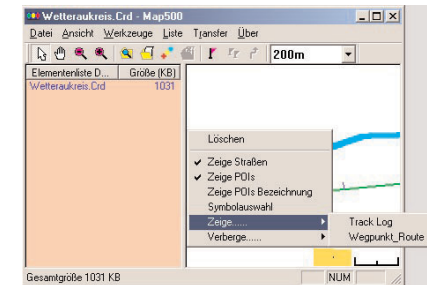 Wetteraukreis.Crd - Map500
Datei Ansicht Werkzeuge Liste Transfer Über
200m
Elementenliste D... Größe (KB)
Wetteraukreis.Crd 1031
Löschen
Zeige Straßen
Zeige POIs
Zeige POIs Bezeichnung
Symbolauswahl
Zeige......
Verberge......
Track Log
Wegpunkt_Route
Gesamtgröße 1031 KB
NUM